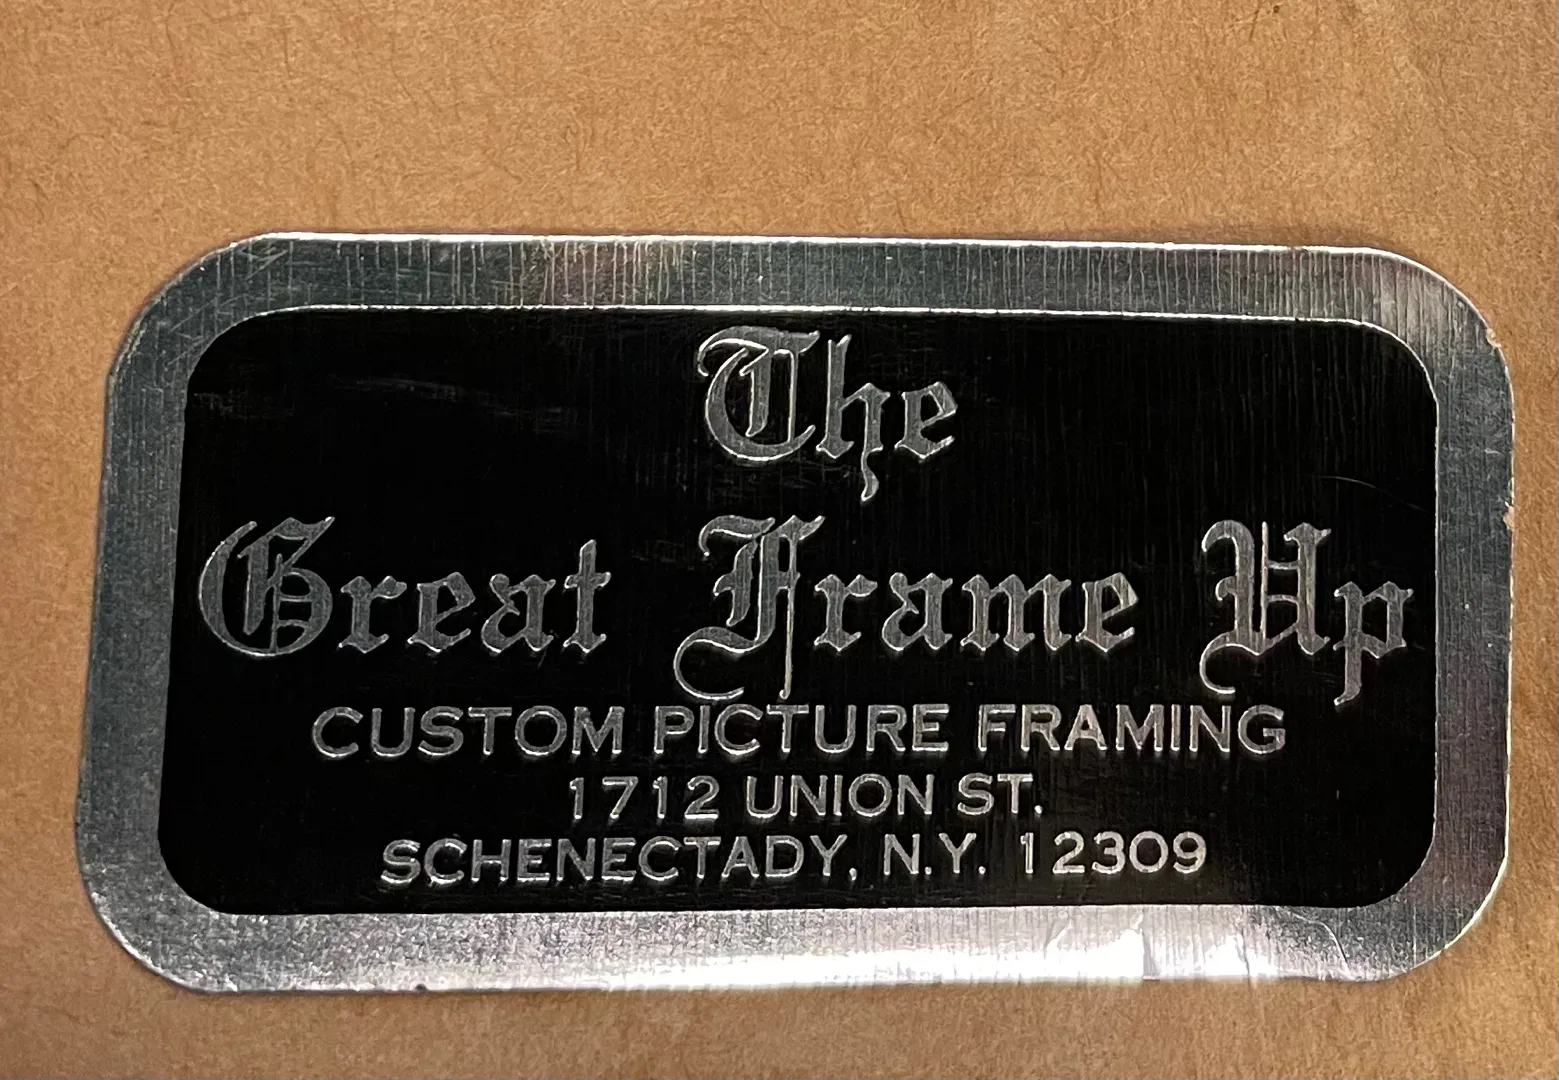 The
Great Frame Up
CUSTOM PICTURE FRAMING
1712 UNION ST.
SCHENECTADY, N.Y. 12309